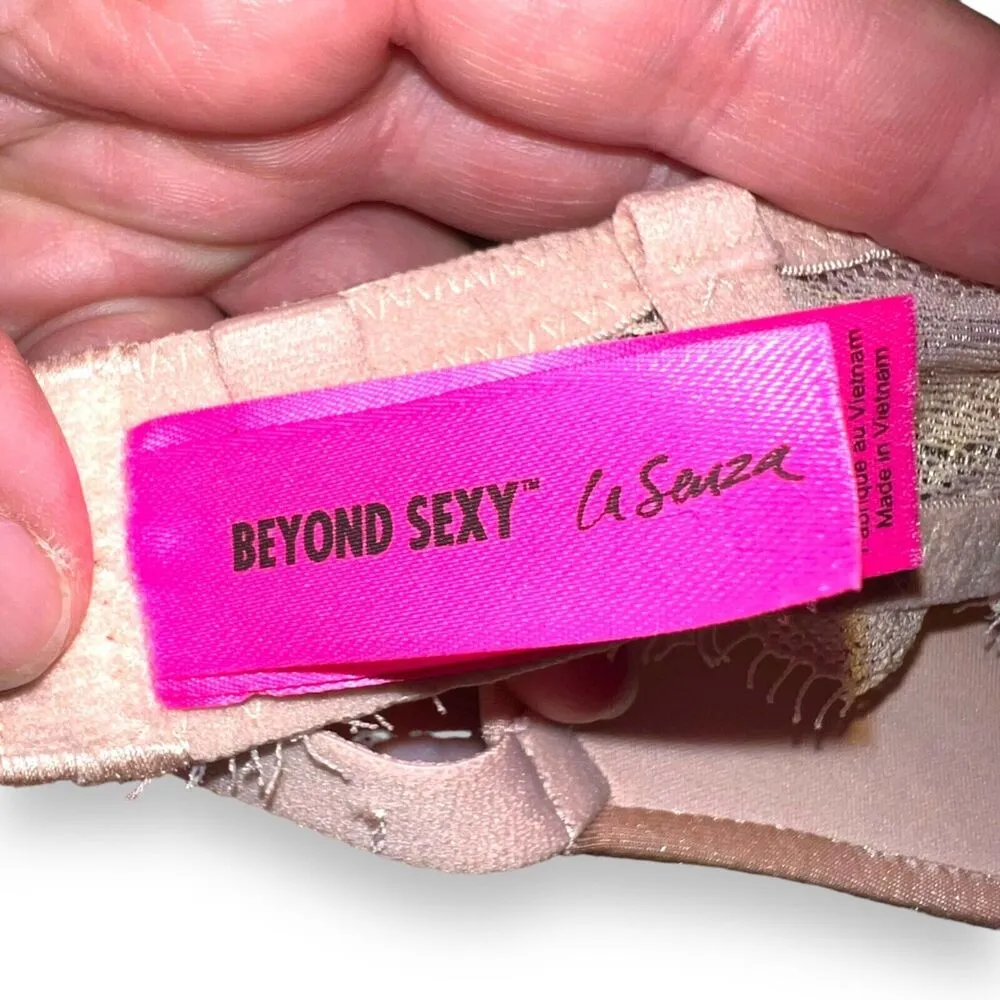 BEYOND SEXY™ La Senza
Fabriqué au Vietnam
Made in Vietnam